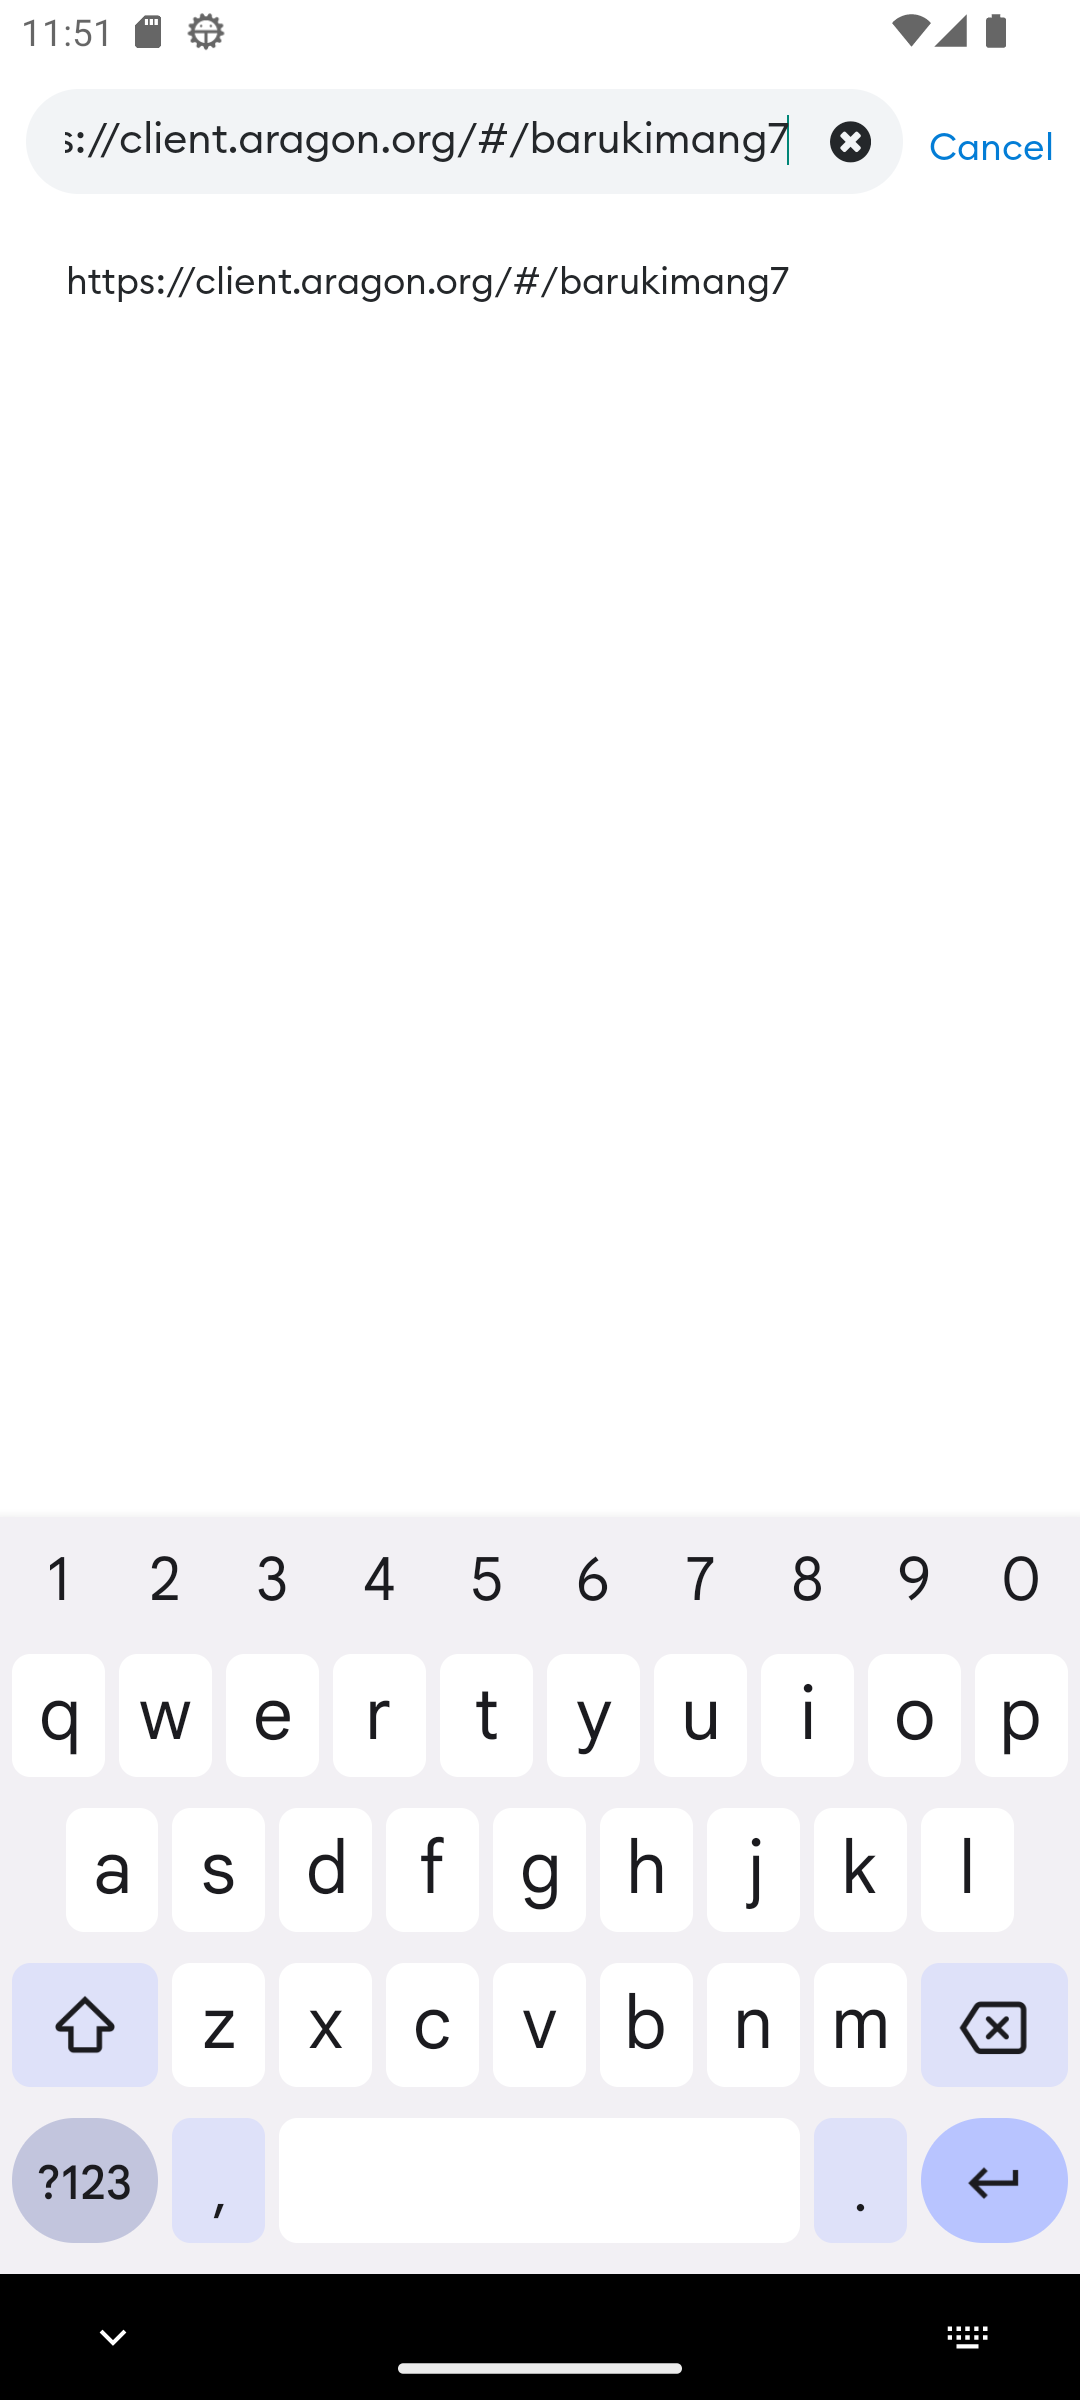 11:51
s://client.aragon.org/#/barukimang7
Cancel
https://client.aragon.org/#/barukimang7
1 2 3 4 5 6 7 8 9 0
q w e r t y u i o p
a s d f g h j k l
z x c v b n m
?123 , .